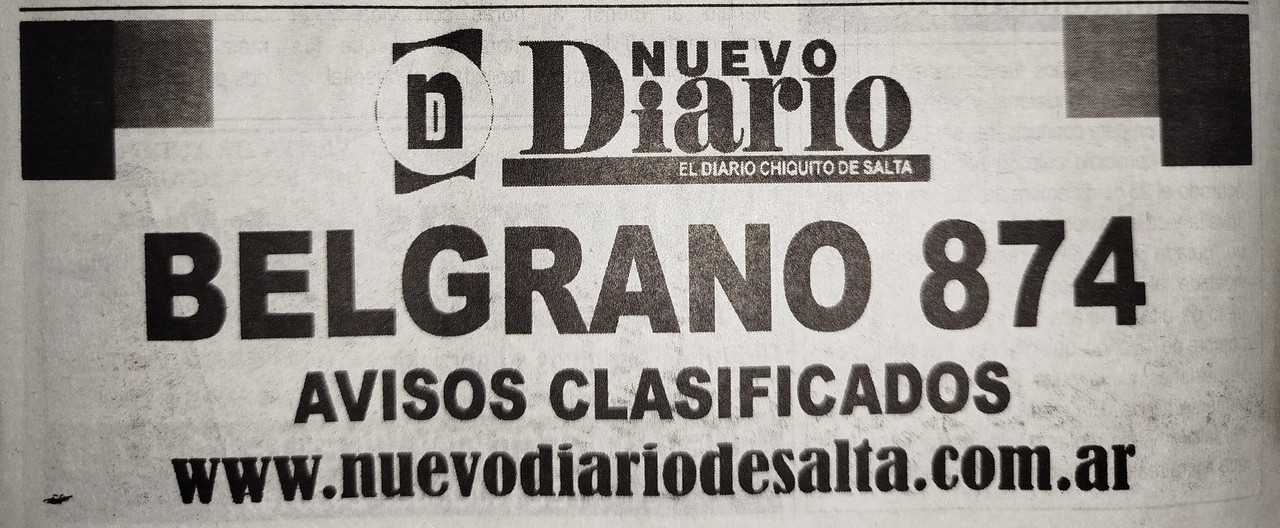 NUEVO
Diario
EL DIARIO CHIQUITO DE SALTA
BELGRANO 874
AVISOS CLASIFICADOS
www.nuevodiariodesalta.com.ar